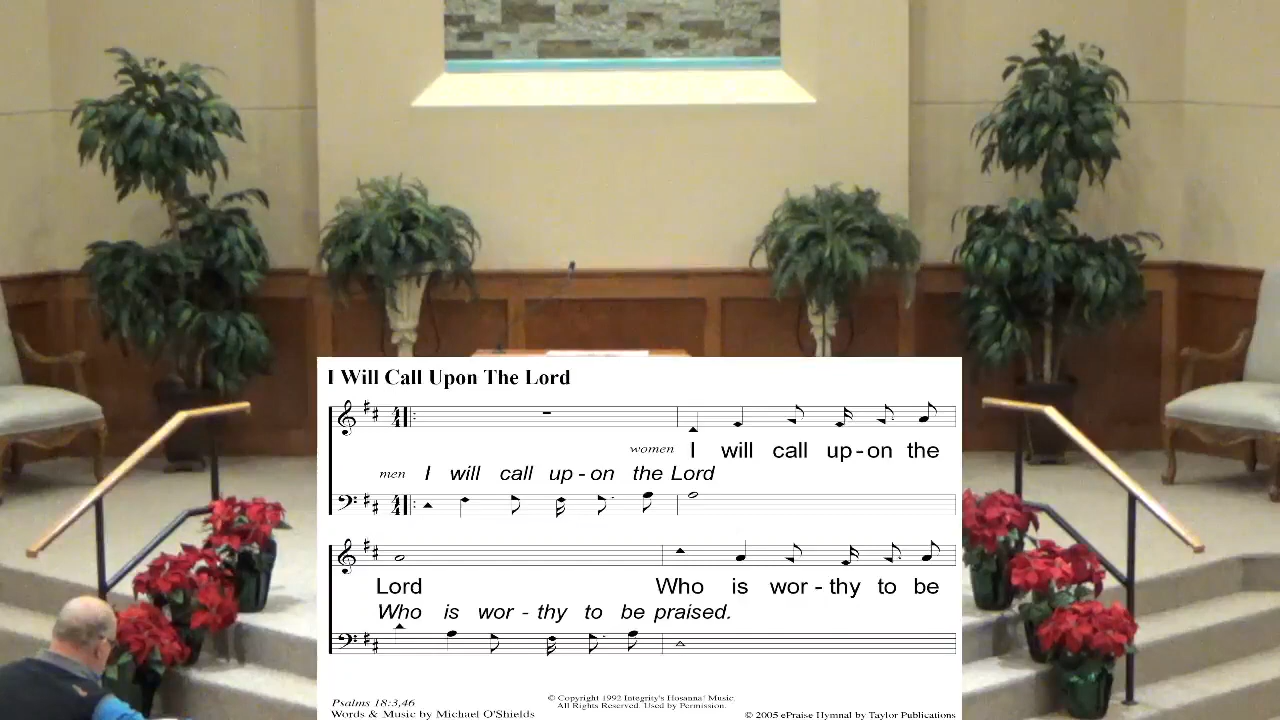 I Will Call Upon The Lord
women I will call up-on the
men I will call up-on the Lord
Lord Who is wor-thy to be
Who is wor-thy to be praised.
Psalms 18:3,46
Words & Music by Michael O'Shields
© Copyright 1992 Integrity's Hosanna! Music
All Rights Reserved. Used by Permission.
© 2005 ePraise Hymnal by Taylor Publications